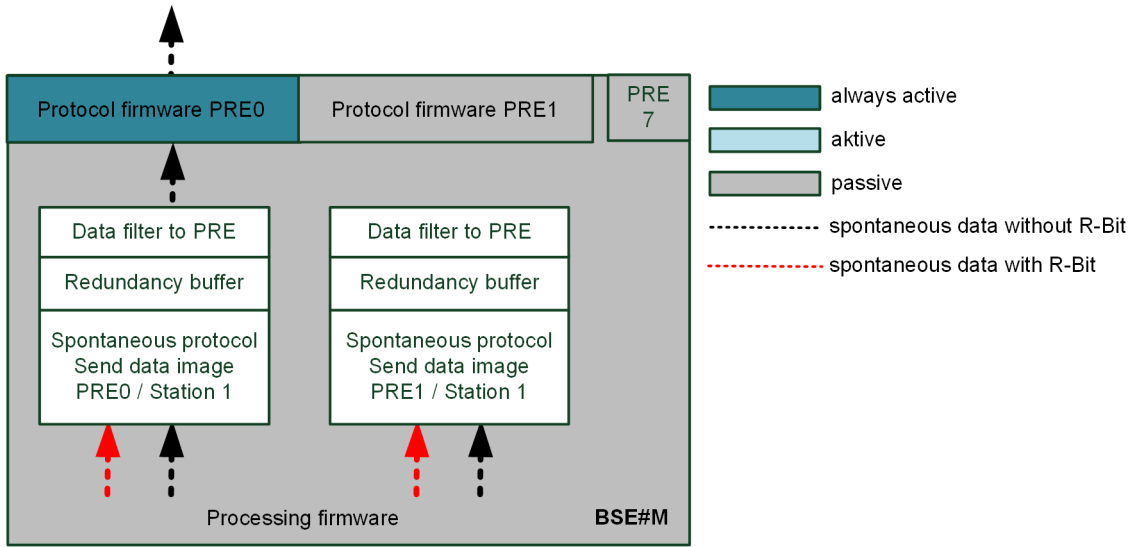 Protocol firmware PRE0
Protocol firmware PRE1
PRE
7
always active
aktive
passive
spontaneous data without R-Bit
spontaneous data with R-Bit
Data filter to PRE
Redundancy buffer
Spontaneous protocol
Send data image
PRE0 / Station 1
Data filter to PRE
Redundancy buffer
Spontaneous protocol
Send data image
PRE1 / Station 1
Processing firmware
BSE#M